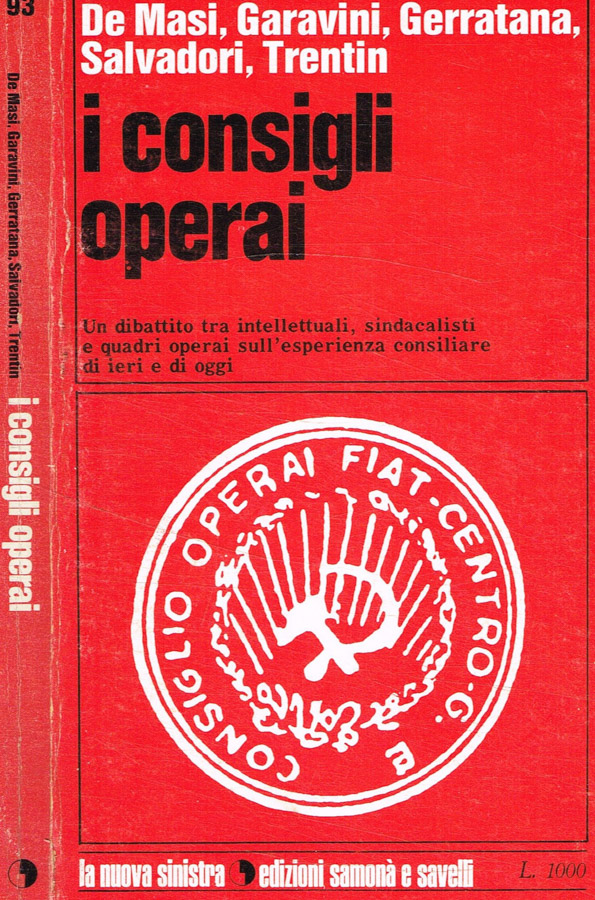 93
De Masi, Garavini, Gerratana, Salvadori, Trentin
i consigli operai
De Masi, Garavini, Gerratana,
Salvadori, Trentin
i consigli
operai
Un dibattito tra intellettuali, sindacalisti
e quadri operai sull'esperienza consiliare
di ieri e di oggi
CONSIGLIO OPERAI FIAT-CENTRO-G.
la nuova sinistra edizioni samonà e savelli
L. 1000